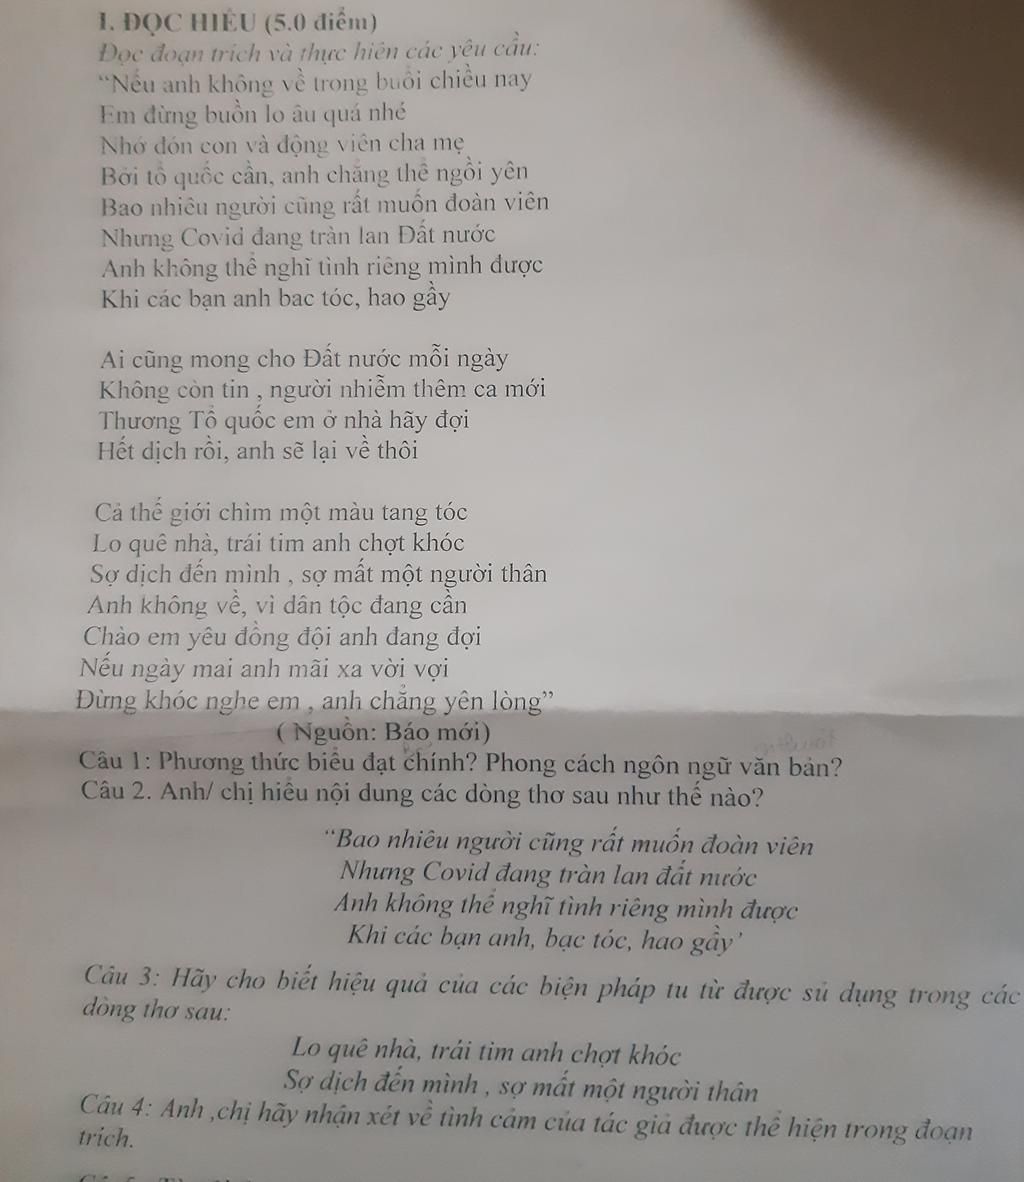 I. ĐỌC HIỂU (5.0 điểm)
Đọc đoạn trích và thực hiên các yêu cầu:
“Nếu anh không về trong buổi chiều nay
Em đừng buồn lo âu quá nhé
Nhớ đón con và động viên cha mẹ
Bởi tổ quốc cần, anh chẳng thể ngồi yên
Bao nhiêu người cũng rất muốn đoàn viên
Nhưng Covid đang tràn lan Đất nước
Anh không thể nghĩ tình riêng mình được
Khi các bạn anh bac tóc, hao gầy
Ai cũng mong cho Đất nước mỗi ngày
Không còn tin , người nhiễm thêm ca mới
Thương Tổ quốc em ở nhà hãy đợi
Hết dịch rồi, anh sẽ lại về thôi
Cả thế giới chìm một màu tang tóc
Lo quê nhà, trái tim anh chợt khóc
Sợ dịch đến mình , sợ mất một người thân
Anh không về, vì dân tộc đang cần
Chào em yêu đồng đội anh đang đợi
Nếu ngày mai anh mãi xa vời vợi
Đừng khóc nghe em , anh chẳng yên lòng”
( Nguồn: Báo mới)
Câu 1: Phương thức biểu đạt chính? Phong cách ngôn ngữ văn bản?
Câu 2. Anh/ chị hiểu nội dung các dòng thơ sau như thế nào?
“Bao nhiêu người cũng rất muốn đoàn viên
Nhưng Covid đang tràn lan đất nước
Anh không thể nghĩ tình riêng mình được
Khi các bạn anh, bạc tóc, hao gầy’
Câu 3: Hãy cho biết hiệu quả của các biện pháp tu từ được sủ dụng trong các
dòng thơ sau:
Lo quê nhà, trái tim anh chợt khóc
Sợ dịch đến mình , sợ mất một người thân
Câu 4: Anh ,chị hãy nhận xét về tình cảm của tác giả được thể hiện trong đoạn
trích.